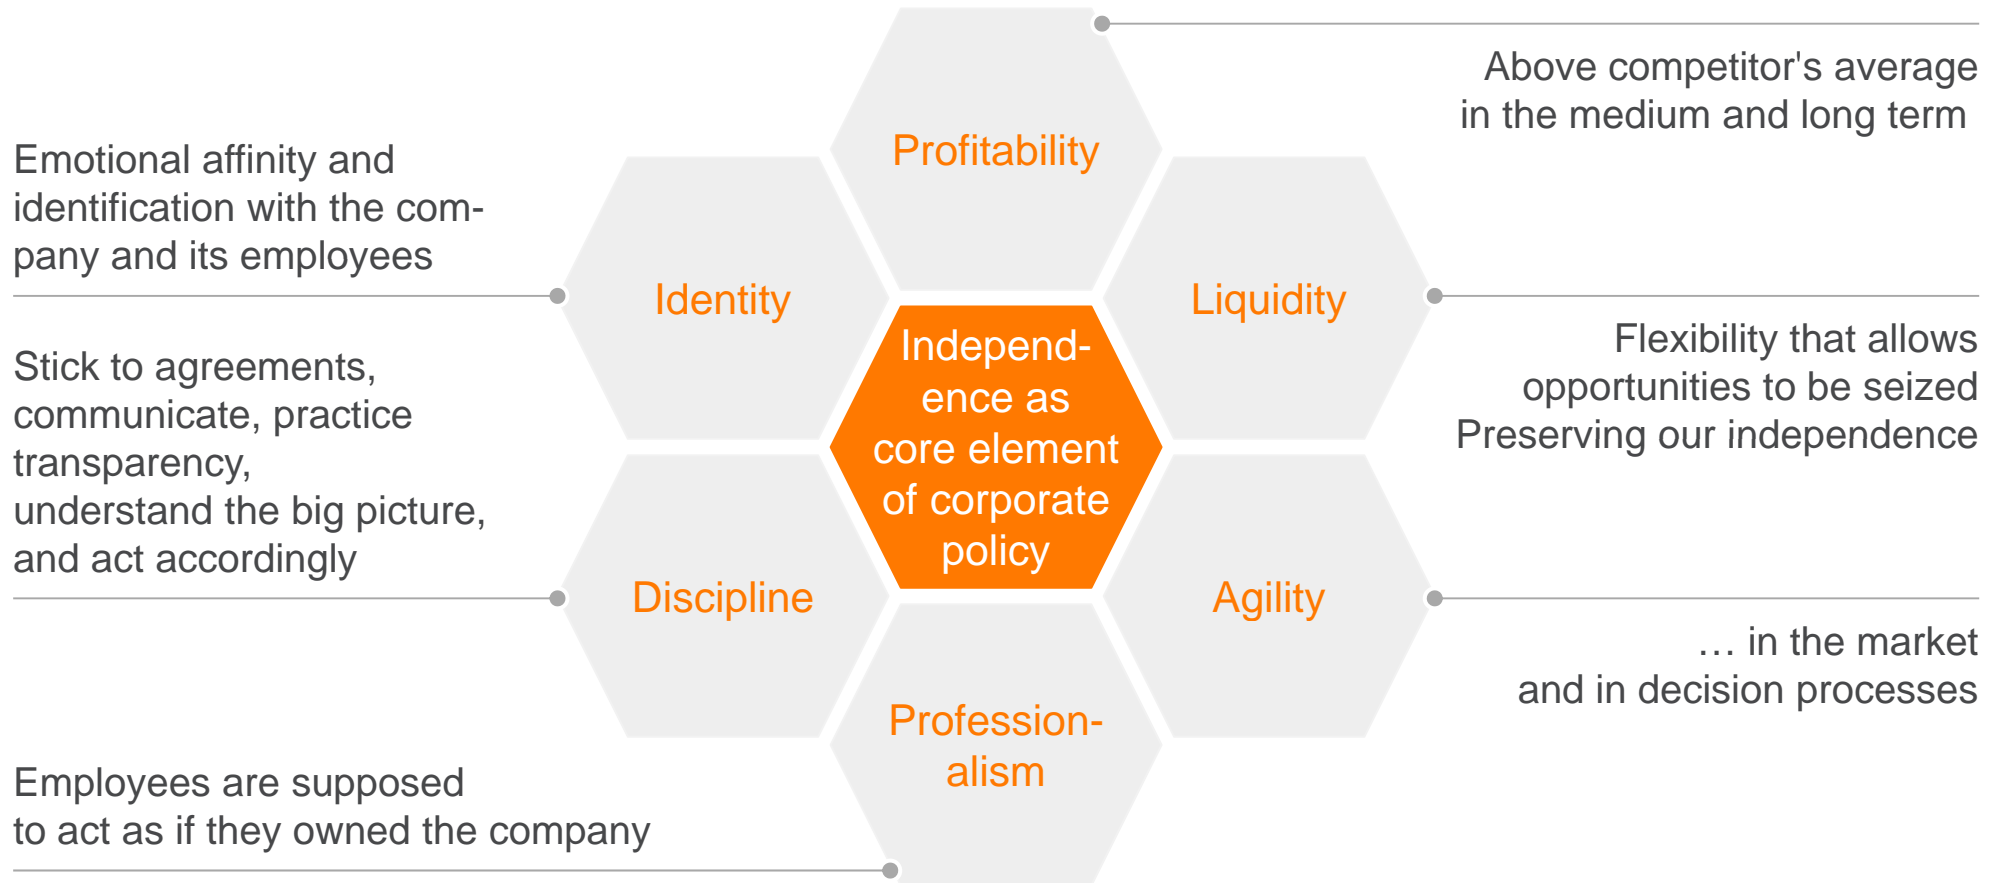 Above competitor's average
in the medium and long term
Profitability
Emotional affinity and
identification with the com-
pany and its employees
Identity
Liquidity
Flexibility that allows
opportunities to be seized
Preserving our independence
Independ-
ence as
core element
of corporate
policy
Stick to agreements,
communicate, practice
transparency,
understand the big picture,
and act accordingly
Discipline
Agility
… in the market
and in decision processes
Profession-
alism
Employees are supposed
to act as if they owned the company